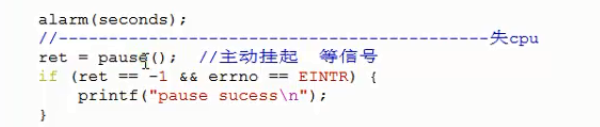 alarm(seconds);
//-------------------------------------------失cpu
ret = pause(); //主动挂起 等信号
if (ret == -1 && errno == EINTR) {
printf("pause sucess\n");
}